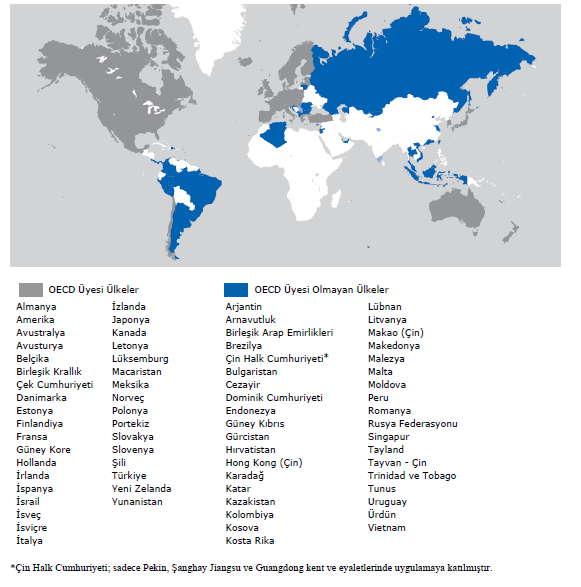 OECD Üyesi Ülkeler
Almanya
Amerika
Avustralya
Avusturya
Belçika
Birleşik Krallık
Çek Cumhuriyeti
Danimarka
Estonya
Finlandiya
Fransa
Güney Kore
Hollanda
İrlanda
İspanya
İsrail
İsveç
İsviçre
İtalya
İzlanda
Japonya
Kanada
Letonya
Lüksemburg
Macaristan
Meksika
Norveç
Polonya
Portekiz
Slovakya
Slovenya
Şili
Türkiye
Yeni Zelanda
Yunanistan
OECD Üyesi Olmayan Ülkeler
Arjantin
Arnavutluk
Birleşik Arap Emirlikleri
Brezilya
Çin Halk Cumhuriyeti*
Bulgaristan
Cezayir
Dominik Cumhuriyeti
Endonezya
Güney Kıbrıs
Gürcistan
Hırvatistan
Hong Kong (Çin)
Karadağ
Katar
Kazakistan
Kolombiya
Kosova
Kosta Rika
Lübnan
Litvanya
Makao (Çin)
Makedonya
Malezya
Malta
Moldova
Peru
Romanya
Rusya Federasyonu
Singapur
Tayland
Tayvan - Çin
Trinidad ve Tobago
Tunus
Uruguay
Ürdün
Vietnam
*Çin Halk Cumhuriyeti; sadece Pekin, Şanghay Jiangsu ve Guangdong kent ve eyaletlerinde uygulamaya katılmıştır.